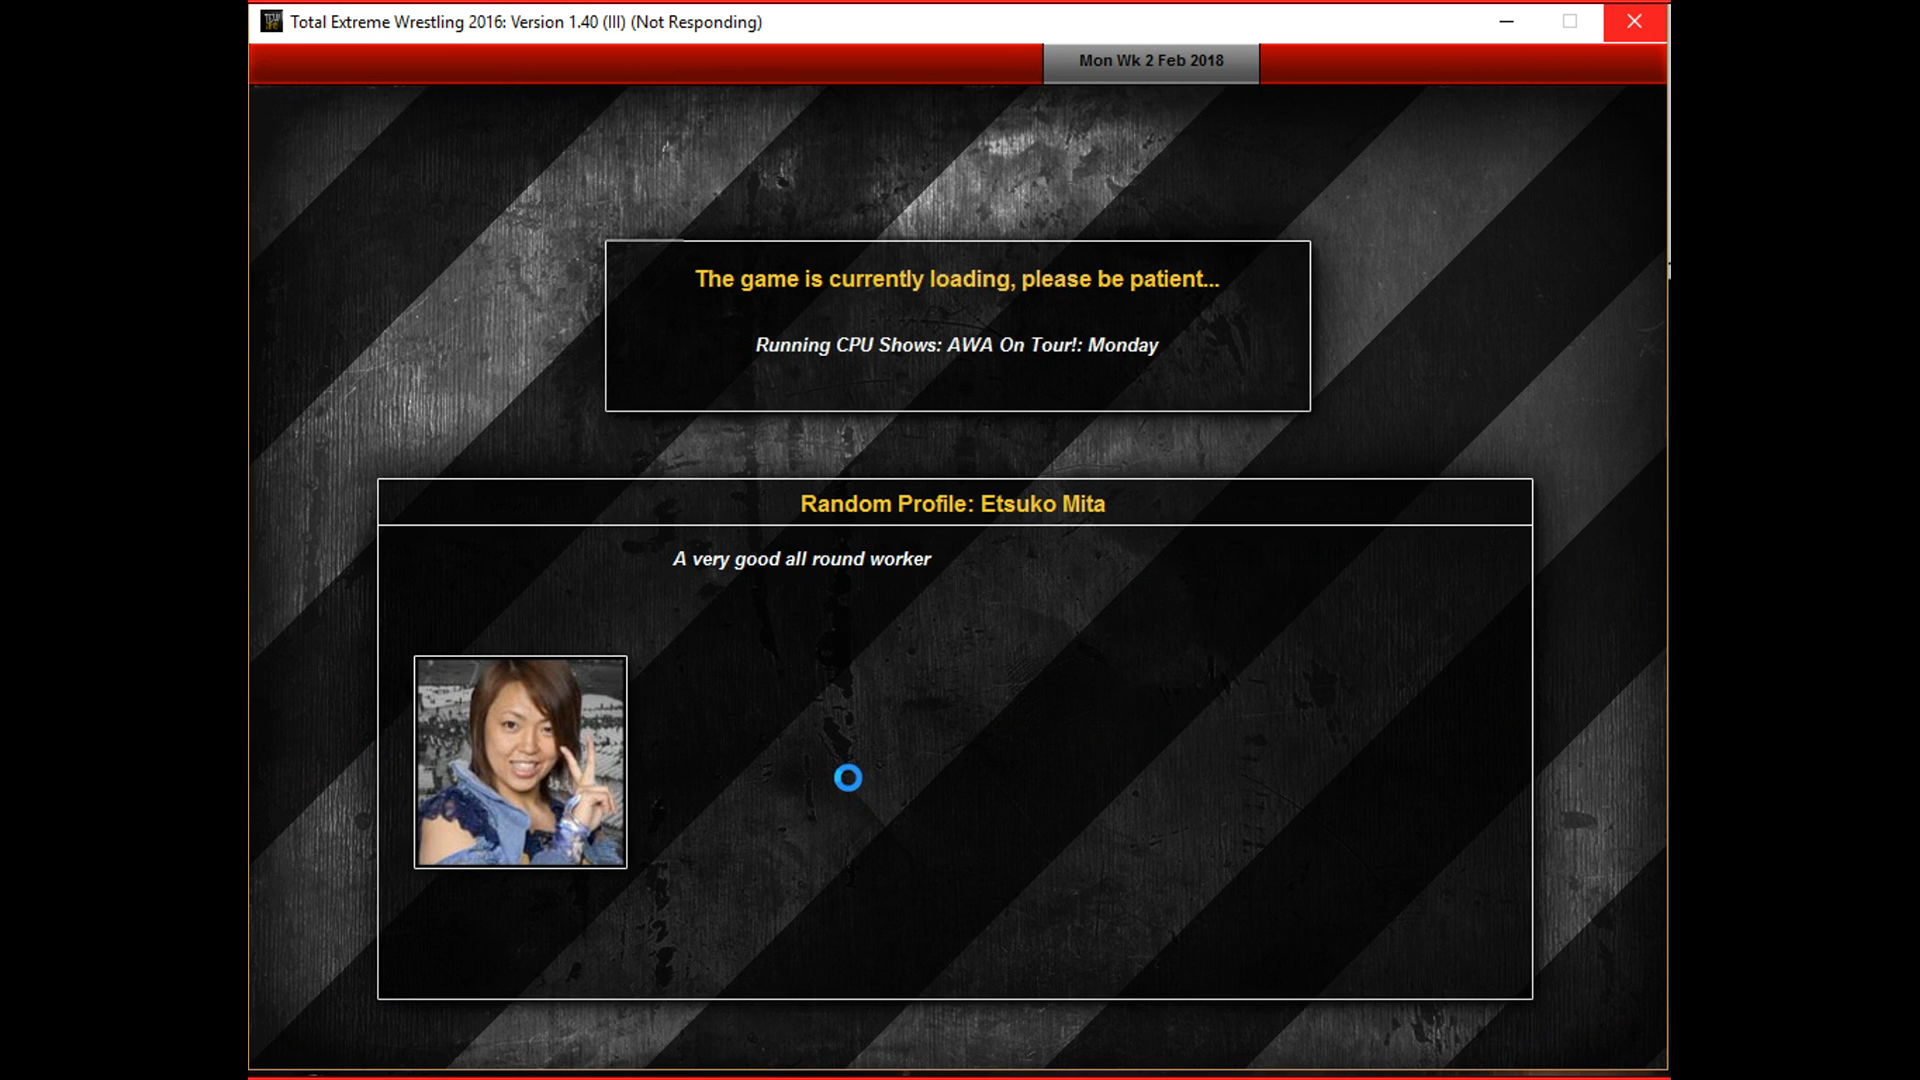 Total Extreme Wrestling 2016: Version 1.40 (III) (Not Responding)
Mon Wk 2 Feb 2018
The game is currently loading, please be patient...
Running CPU Shows: AWA On Tour!: Monday
Random Profile: Etsuko Mita
A very good all round worker